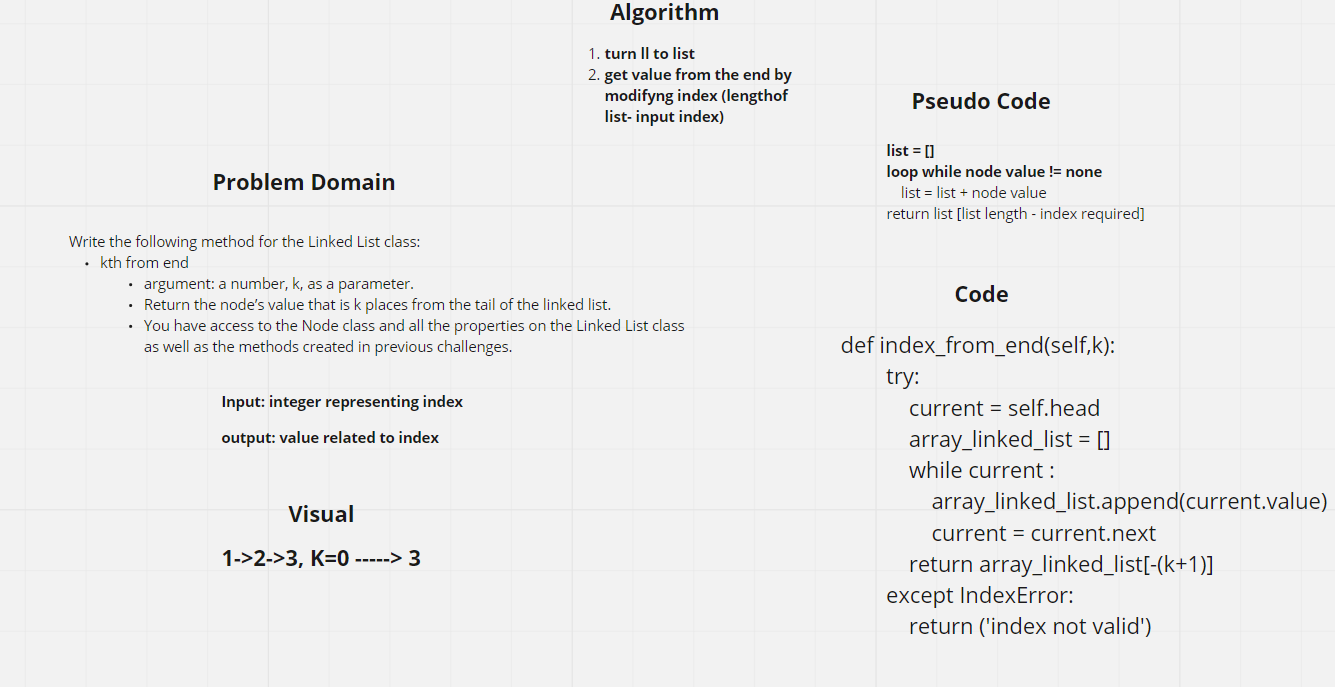 Algorithm
1. turn ll to list
2. get value from the end by
modifyng index (lengthof
list- input index)
Pseudo Code
list = []
loop while node value != none
list = list + node value
return list [list length - index required]
Problem Domain
Write the following method for the Linked List class:
• kth from end
• argument: a number, k, as a parameter.
• Return the node’s value that is k places from the tail of the linked list.
• You have access to the Node class and all the properties on the Linked List class
as well as the methods created in previous challenges.
Input: integer representing index
output: value related to index
Visual
1->2->3, K=0 -----> 3
Code
def index_from_end(self,k):
try:
current = self.head
array_linked_list = []
while current :
array_linked_list.append(current.value)
current = current.next
return array_linked_list[-(k+1)]
except IndexError:
return ('index not valid')